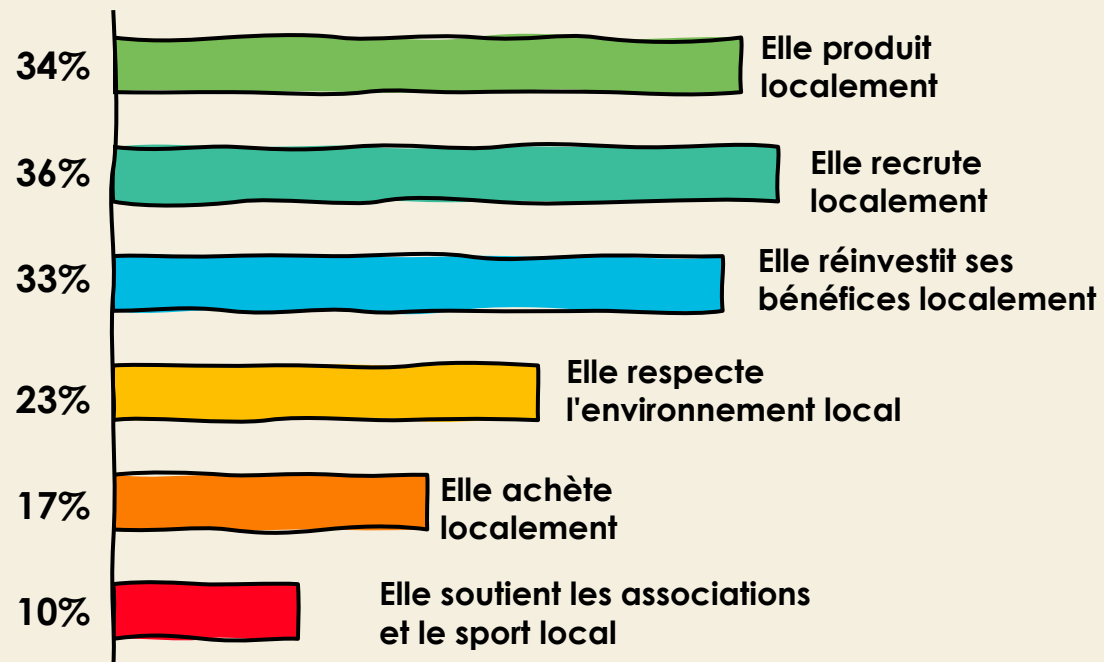 34%
Elle produit
localement
36%
Elle recrute
localement
33%
Elle réinvestit ses
bénéfices localement
23%
Elle respecte
l'environnement local
17%
Elle achète
localement
10%
Elle soutient les associations
et le sport local